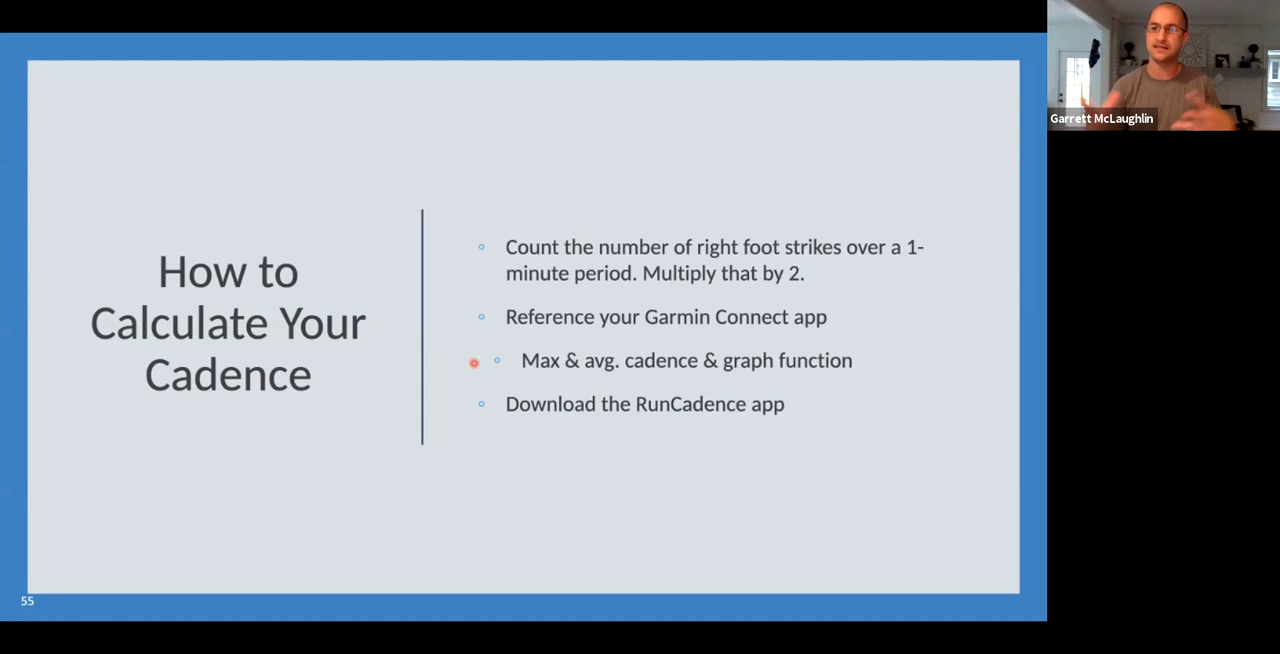 How to
Calculate Your
Cadence
◦ Count the number of right foot strikes over a 1-
minute period. Multiply that by 2.
◦ Reference your Garmin Connect app
◦ Max & avg. cadence & graph function
◦ Download the RunCadence app
55
Garrett McLaughlin